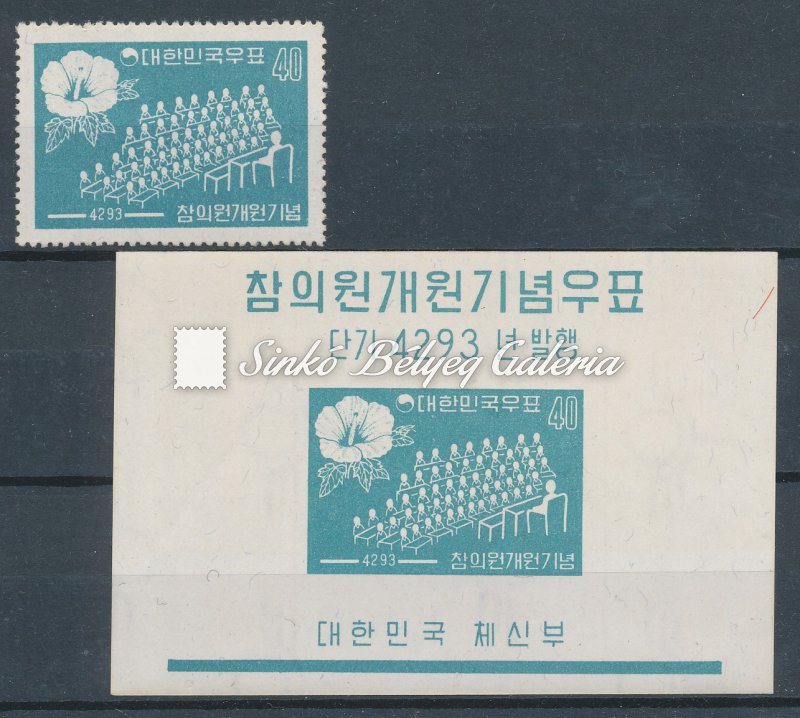 대한민국우표 40
4293 참의원개원기념
참의원개원기념우표
단기 4293 년 발행
Sinkó Bélyeg Galéria
대한민국우표 40
4293 참의원개원기념
대한민국 체신부